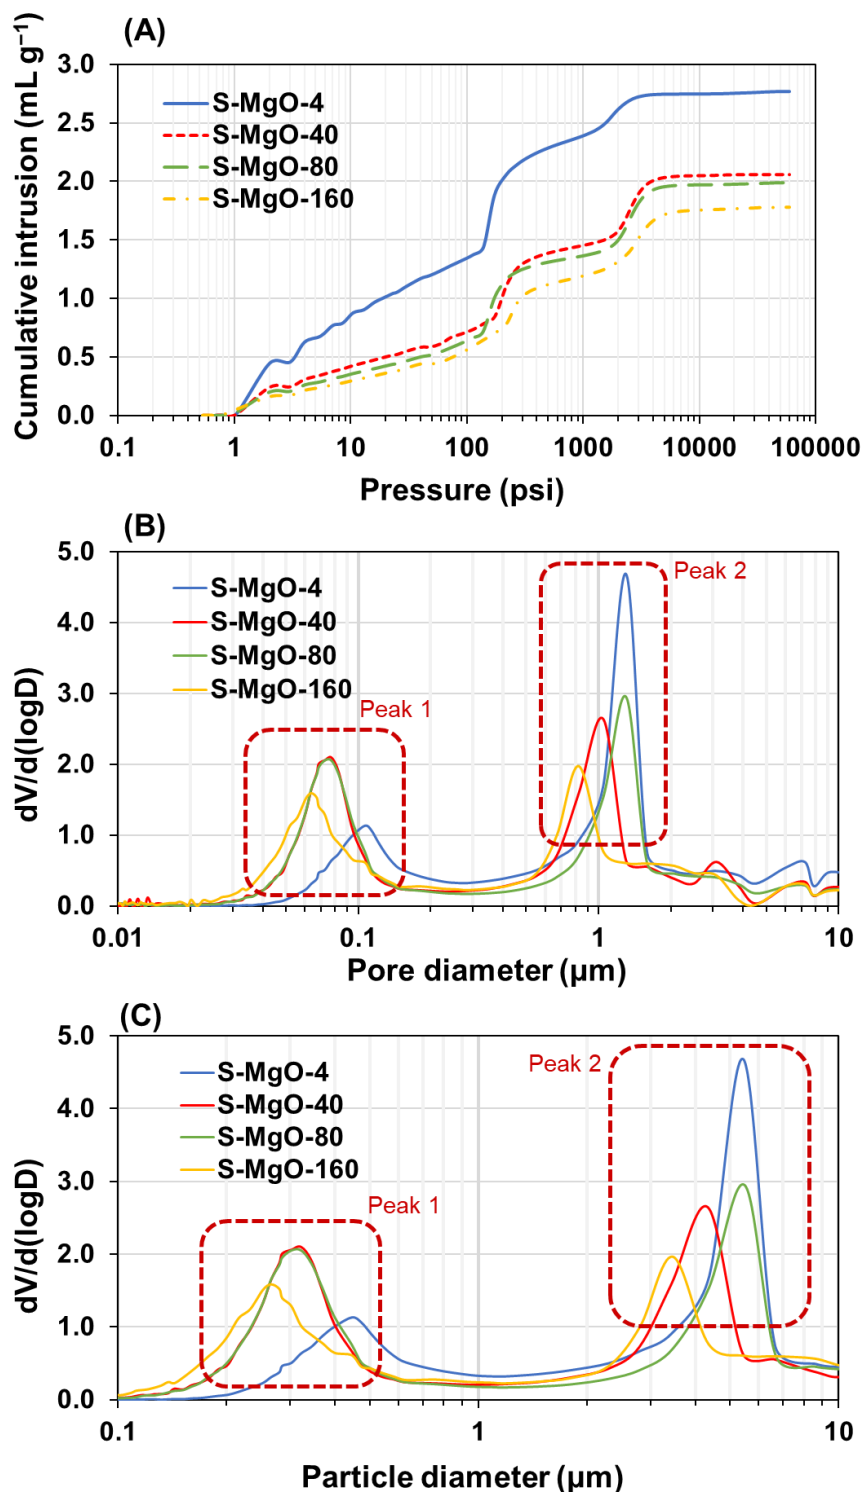 (A)
Cumulative intrusion (mL g⁻¹)
3.0
2.5
2.0
1.5
1.0
0.5
0.0
S-MgO-4
S-MgO-40
S-MgO-80
S-MgO-160
0.1 1 10 100 1000 10000 100000
Pressure (psi)
(B)
dV/d(logD)
5.0
4.0
3.0
2.0
1.0
0.0
S-MgO-4
S-MgO-40
S-MgO-80
S-MgO-160
Peak 1
Peak 2
0.01 0.1 1 10
Pore diameter (µm)
(C)
dV/d(logD)
5.0
4.0
3.0
2.0
1.0
0.0
S-MgO-4
S-MgO-40
S-MgO-80
S-MgO-160
Peak 1
Peak 2
0.1 1 10
Particle diameter (µm)